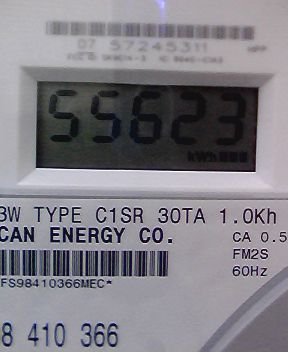 07 57245311
55623
kWh
3W TYPE C1SR 30TA 1.0Kh
CAN ENERGY CO.
CA 0.5
FM2S
60Hz
FS98410366MEC*
8 410 366